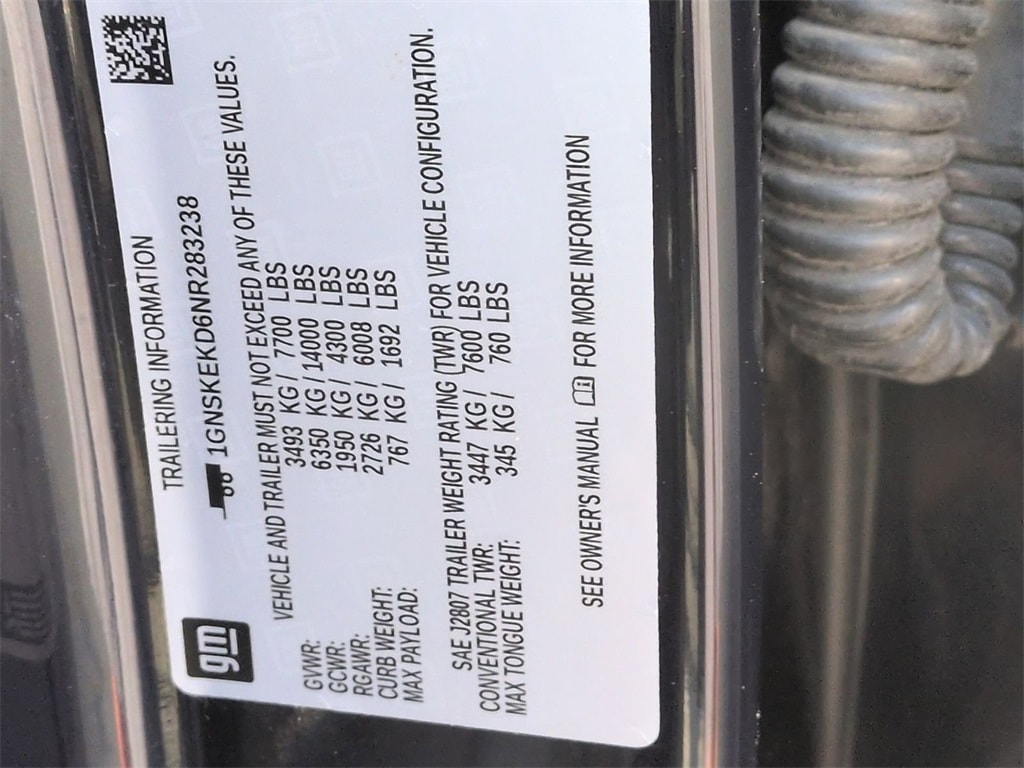 gm
TRAILERING INFORMATION
1GNSKEKD6NR283238
VEHICLE AND TRAILER MUST NOT EXCEED ANY OF THESE VALUES.
GVWR: 3493 KG / 7700 LBS
GCWR: 6350 KG / 14000 LBS
RGAWR: 1950 KG / 4300 LBS
CURB WEIGHT: 2726 KG / 6008 LBS
MAX PAYLOAD: 767 KG / 1692 LBS
SAE J2807 TRAILER WEIGHT RATING (TWR) FOR VEHICLE CONFIGURATION.
CONVENTIONAL TWR: 3447 KG / 7600 LBS
MAX TONGUE WEIGHT: 345 KG / 760 LBS
SEE OWNER'S MANUAL FOR MORE INFORMATION